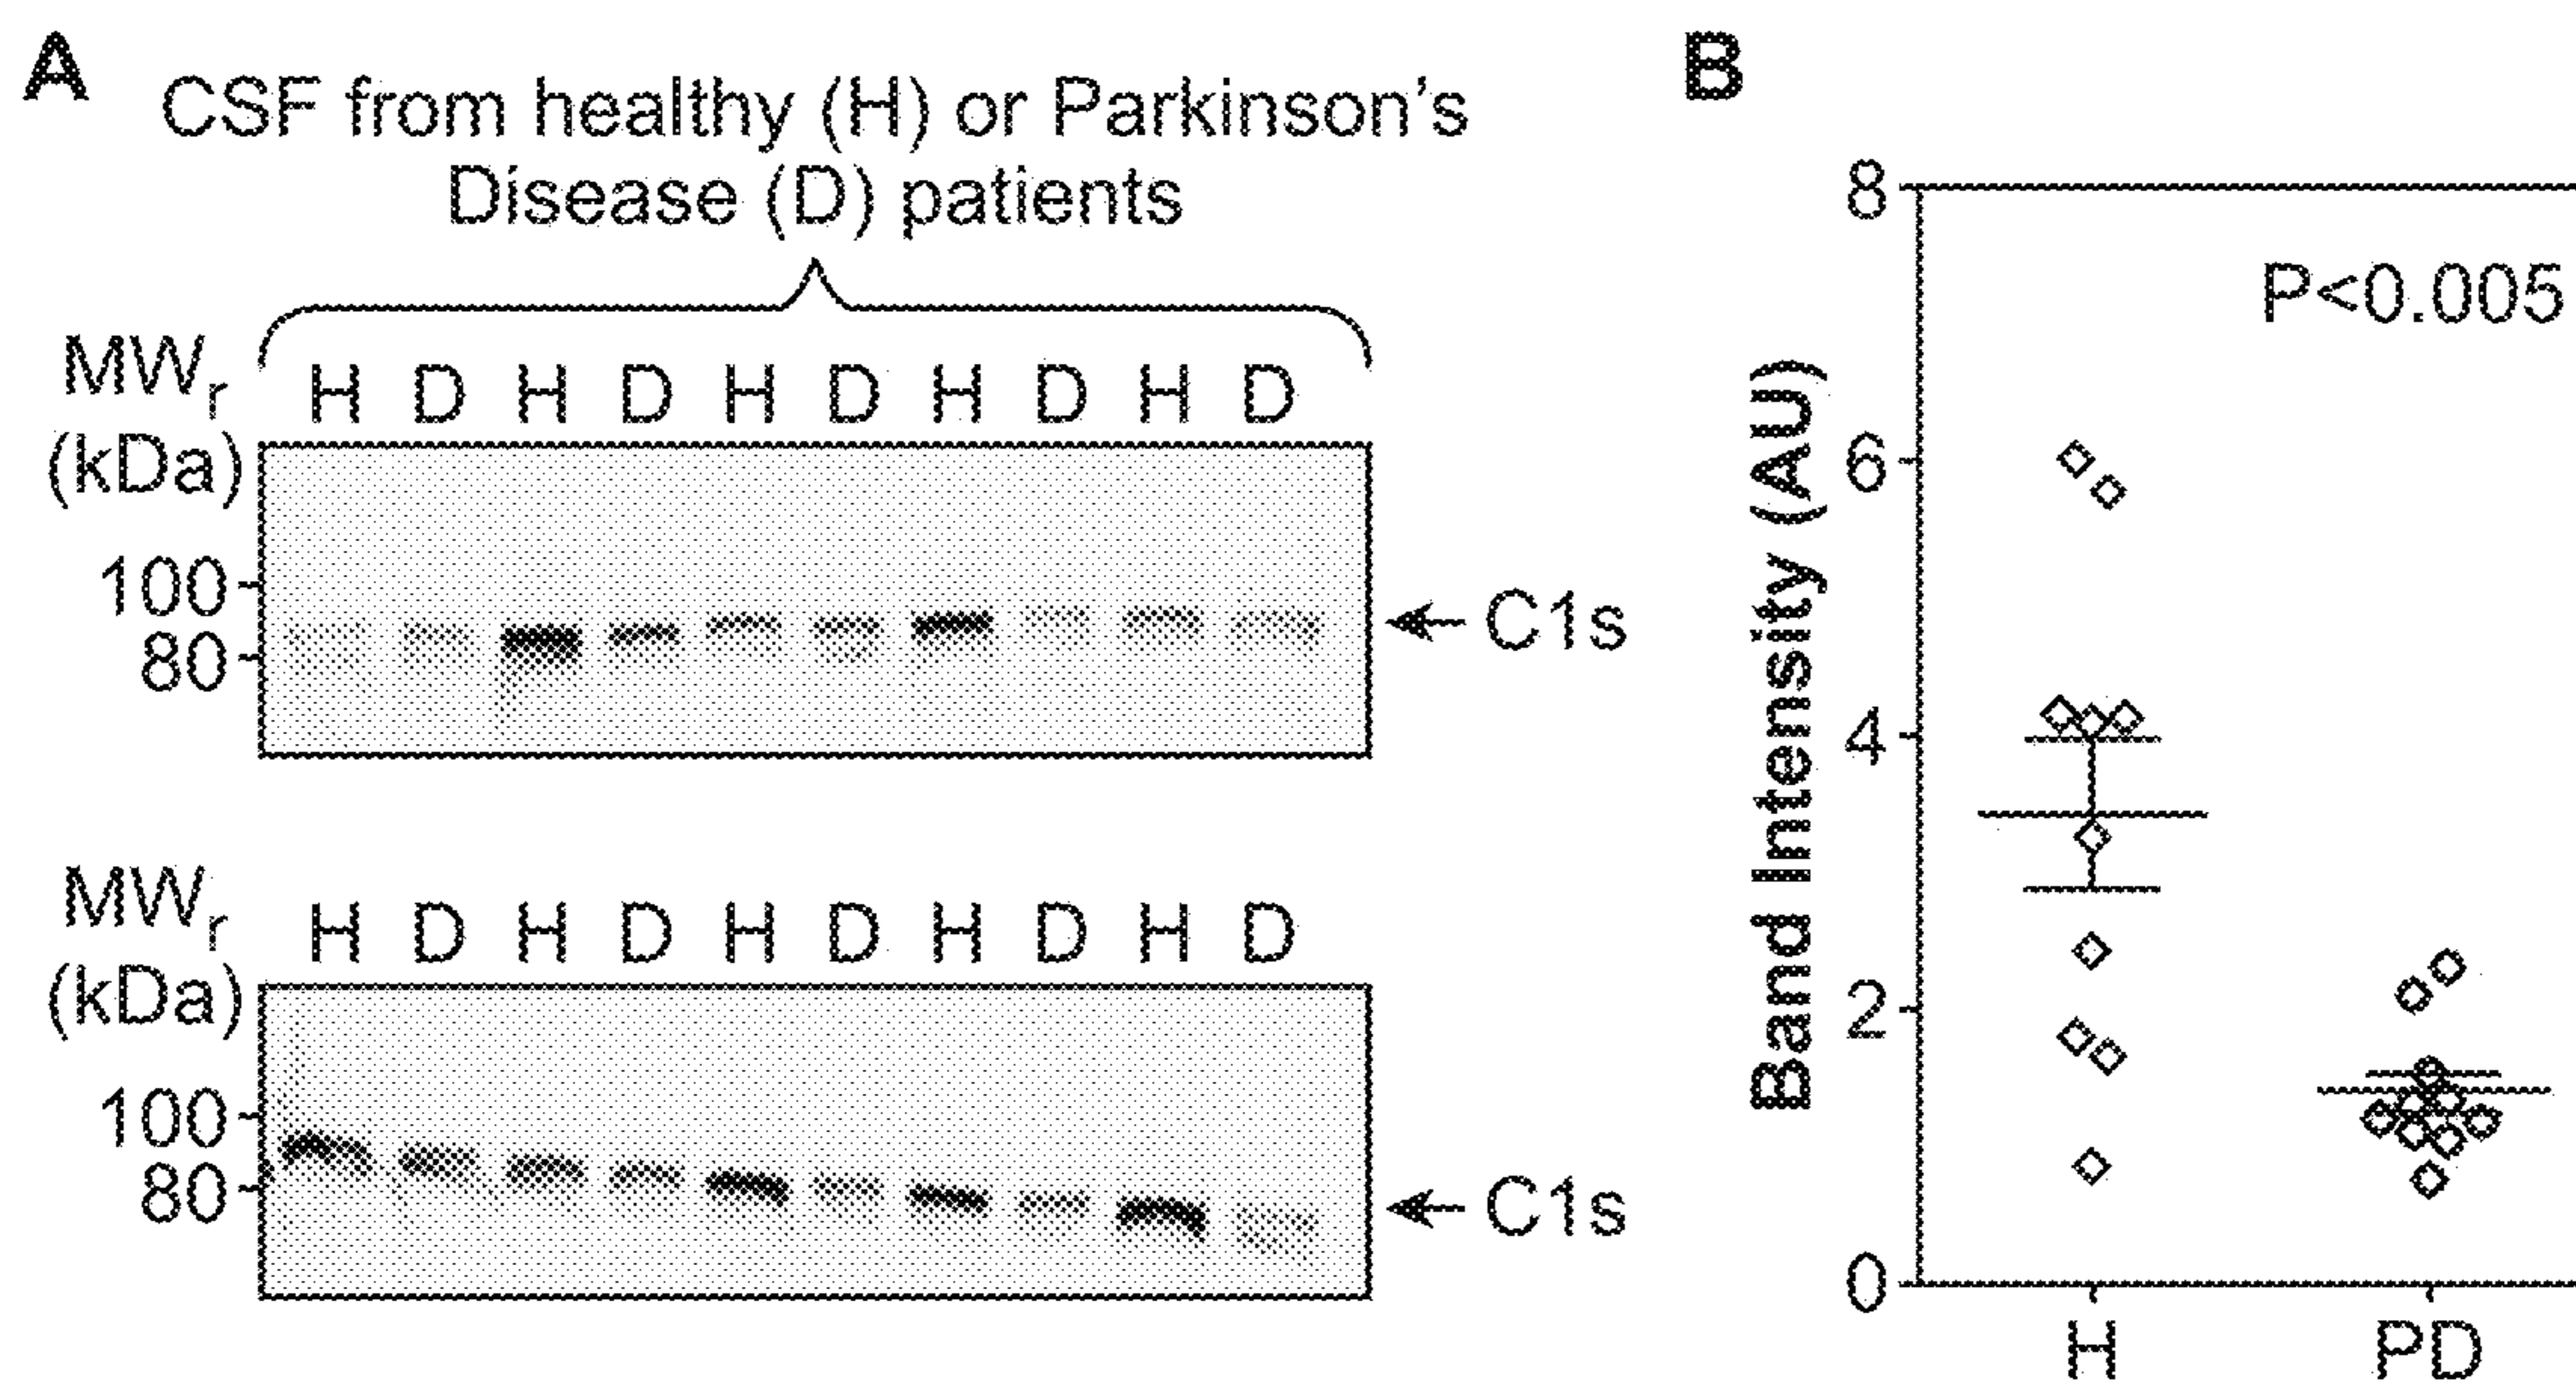 A
CSF from healthy (H) or Parkinson's
Disease (D) patients
MWr
(kDa)
H D H D H D H D H D
100
80
C1s
MWr
(kDa)
H D H D H D H D H D
100
80
C1s
B
Band Intensity (AU)
8
6
4
2
0
P<0.005
H PD